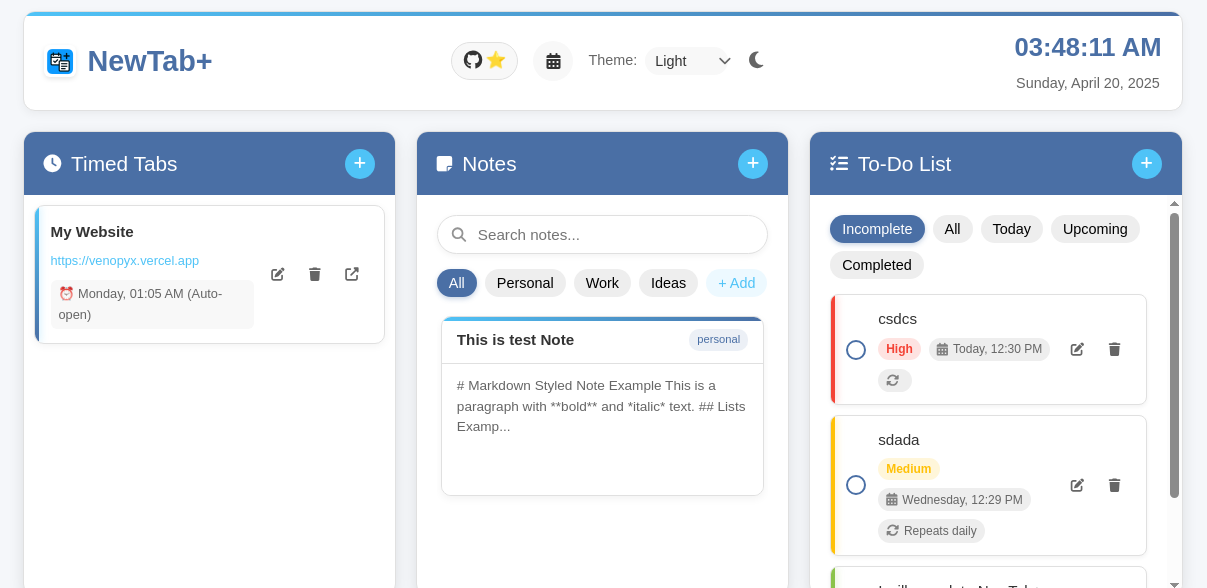 NewTab+
Theme:
Light
03:48:11 AM
Sunday, April 20, 2025
Timed Tabs
+
My Website
https://venopyx.vercel.app
⏰ Monday, 01:05 AM (Auto-
open)
Notes
+
Search notes...
All
Personal
Work
Ideas
+ Add
This is test Note
personal
# Markdown Styled Note Example This is a
paragraph with **bold** and *italic* text. ## Lists
Examp...
To-Do List
+
Incomplete
All
Today
Upcoming
Completed
csdcs
High
Today, 12:30 PM
sdada
Medium
Wednesday, 12:29 PM
Repeats daily